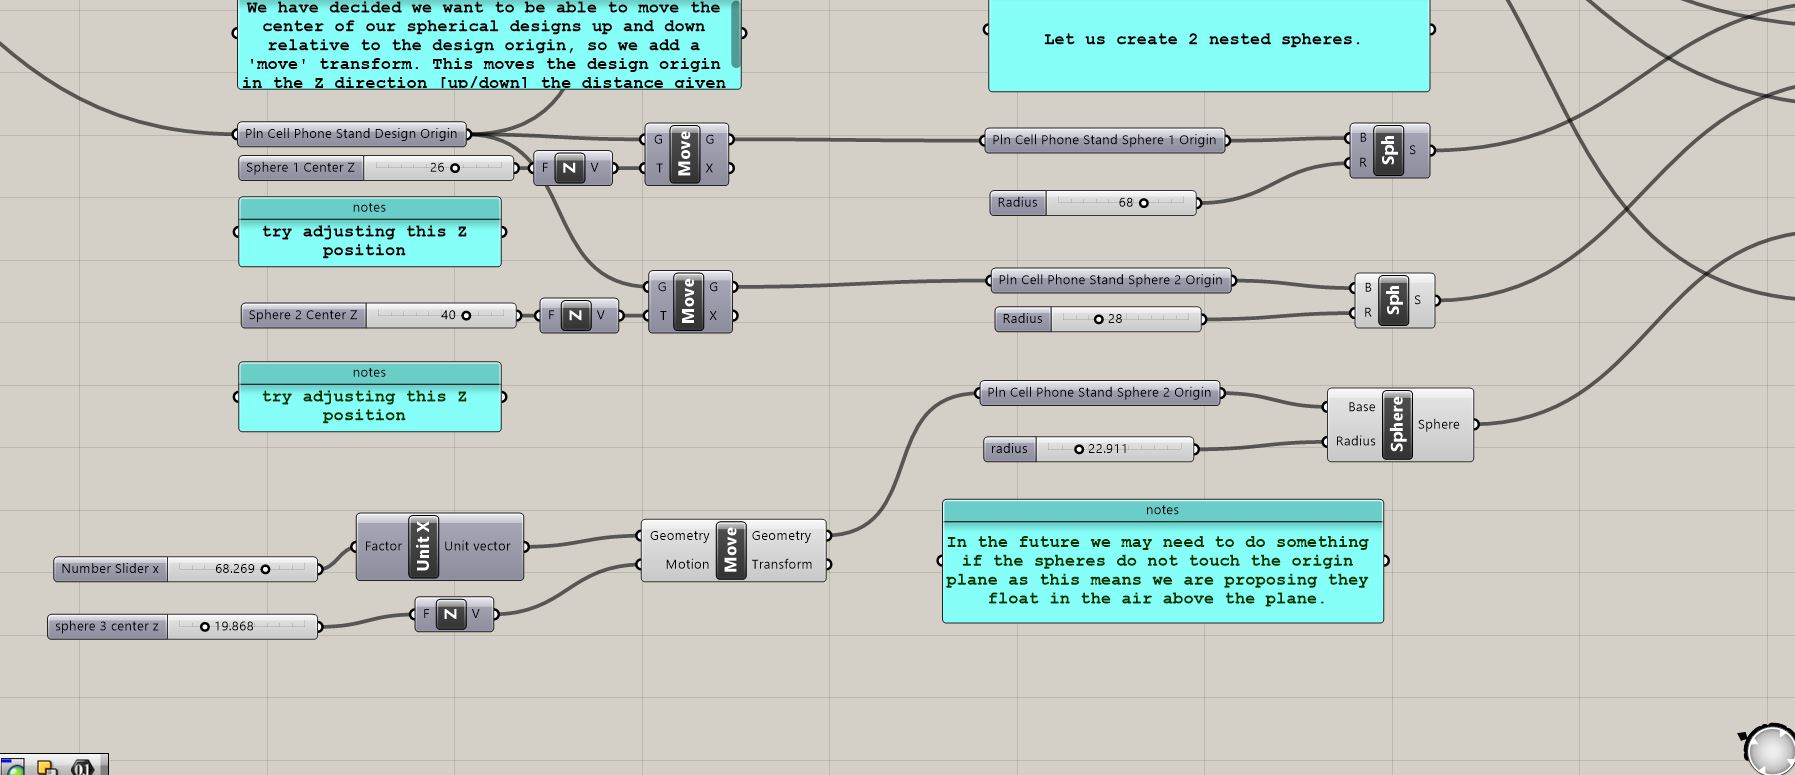 We have decided we want to be able to move the
center of our spherical designs up and down
relative to the design origin, so we add a
'move' transform. This moves the design origin
in the Z direction [up/down] the distance given
Let us create 2 nested spheres.
Pln Cell Phone Stand Design Origin
G Move G
T X
Sphere 1 Center Z 26
F Z V
Pln Cell Phone Stand Sphere 1 Origin
B Sph S
R
Radius 68
notes
try adjusting this Z
position
G Move G
T X
Sphere 2 Center Z 40
F Z V
Pln Cell Phone Stand Sphere 2 Origin
B Sph S
R
Radius 28
notes
try adjusting this Z
position
Pln Cell Phone Stand Sphere 2 Origin
Base Sphere Sphere
Radius
radius 22.911
Number Slider x 68.269
Factor Unit X Unit vector
Geometry Move Geometry
Motion Transform
sphere 3 center z 19.868
F Z V
notes
In the future we may need to do something
if the spheres do not touch the origin
plane as this means we are proposing they
float in the air above the plane.